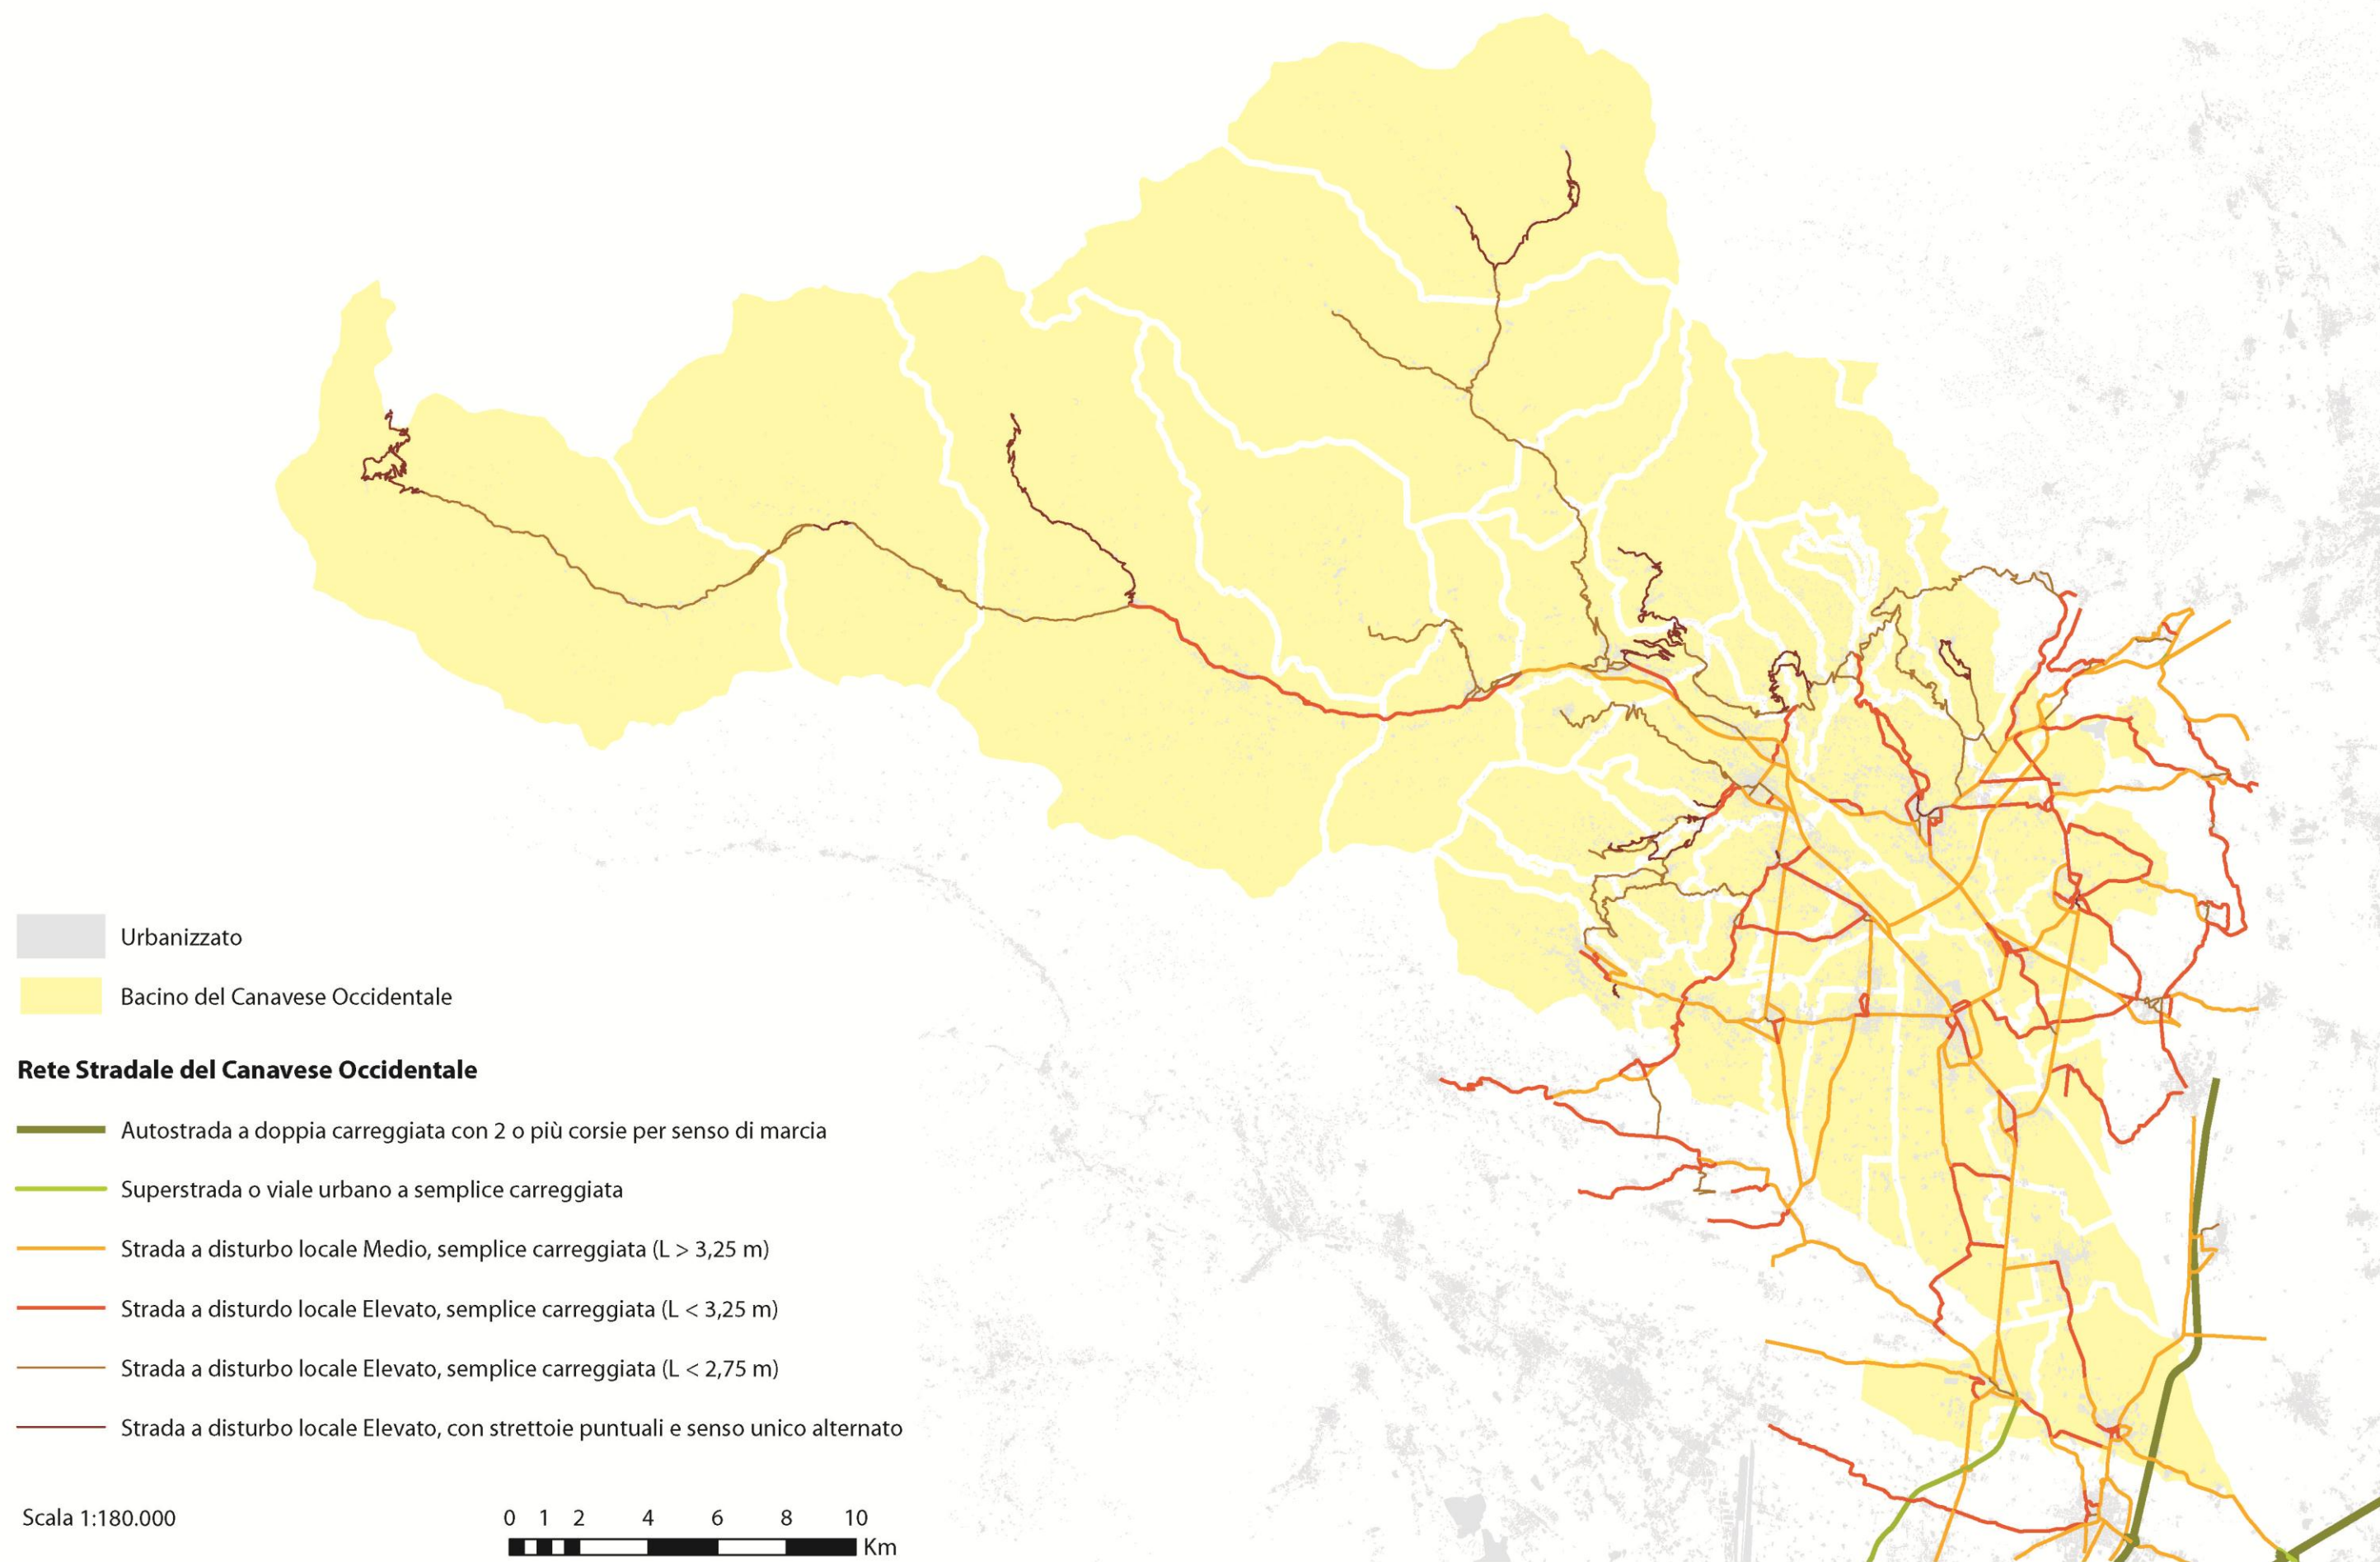 Urbanizzato
Bacino del Canavese Occidentale
Rete Stradale del Canavese Occidentale
Autostrada a doppia carreggiata con 2 o più corsie per senso di marcia
Superstrada o viale urbano a semplice carreggiata
Strada a disturbo locale Medio, semplice carreggiata (L > 3,25 m)
Strada a disturdo locale Elevato, semplice carreggiata (L < 3,25 m)
Strada a disturbo locale Elevato, semplice carreggiata (L < 2,75 m)
Strada a disturbo locale Elevato, con strettoie puntuali e senso unico alternato
Scala 1:180.000
0 1 2 4 6 8 10
Km